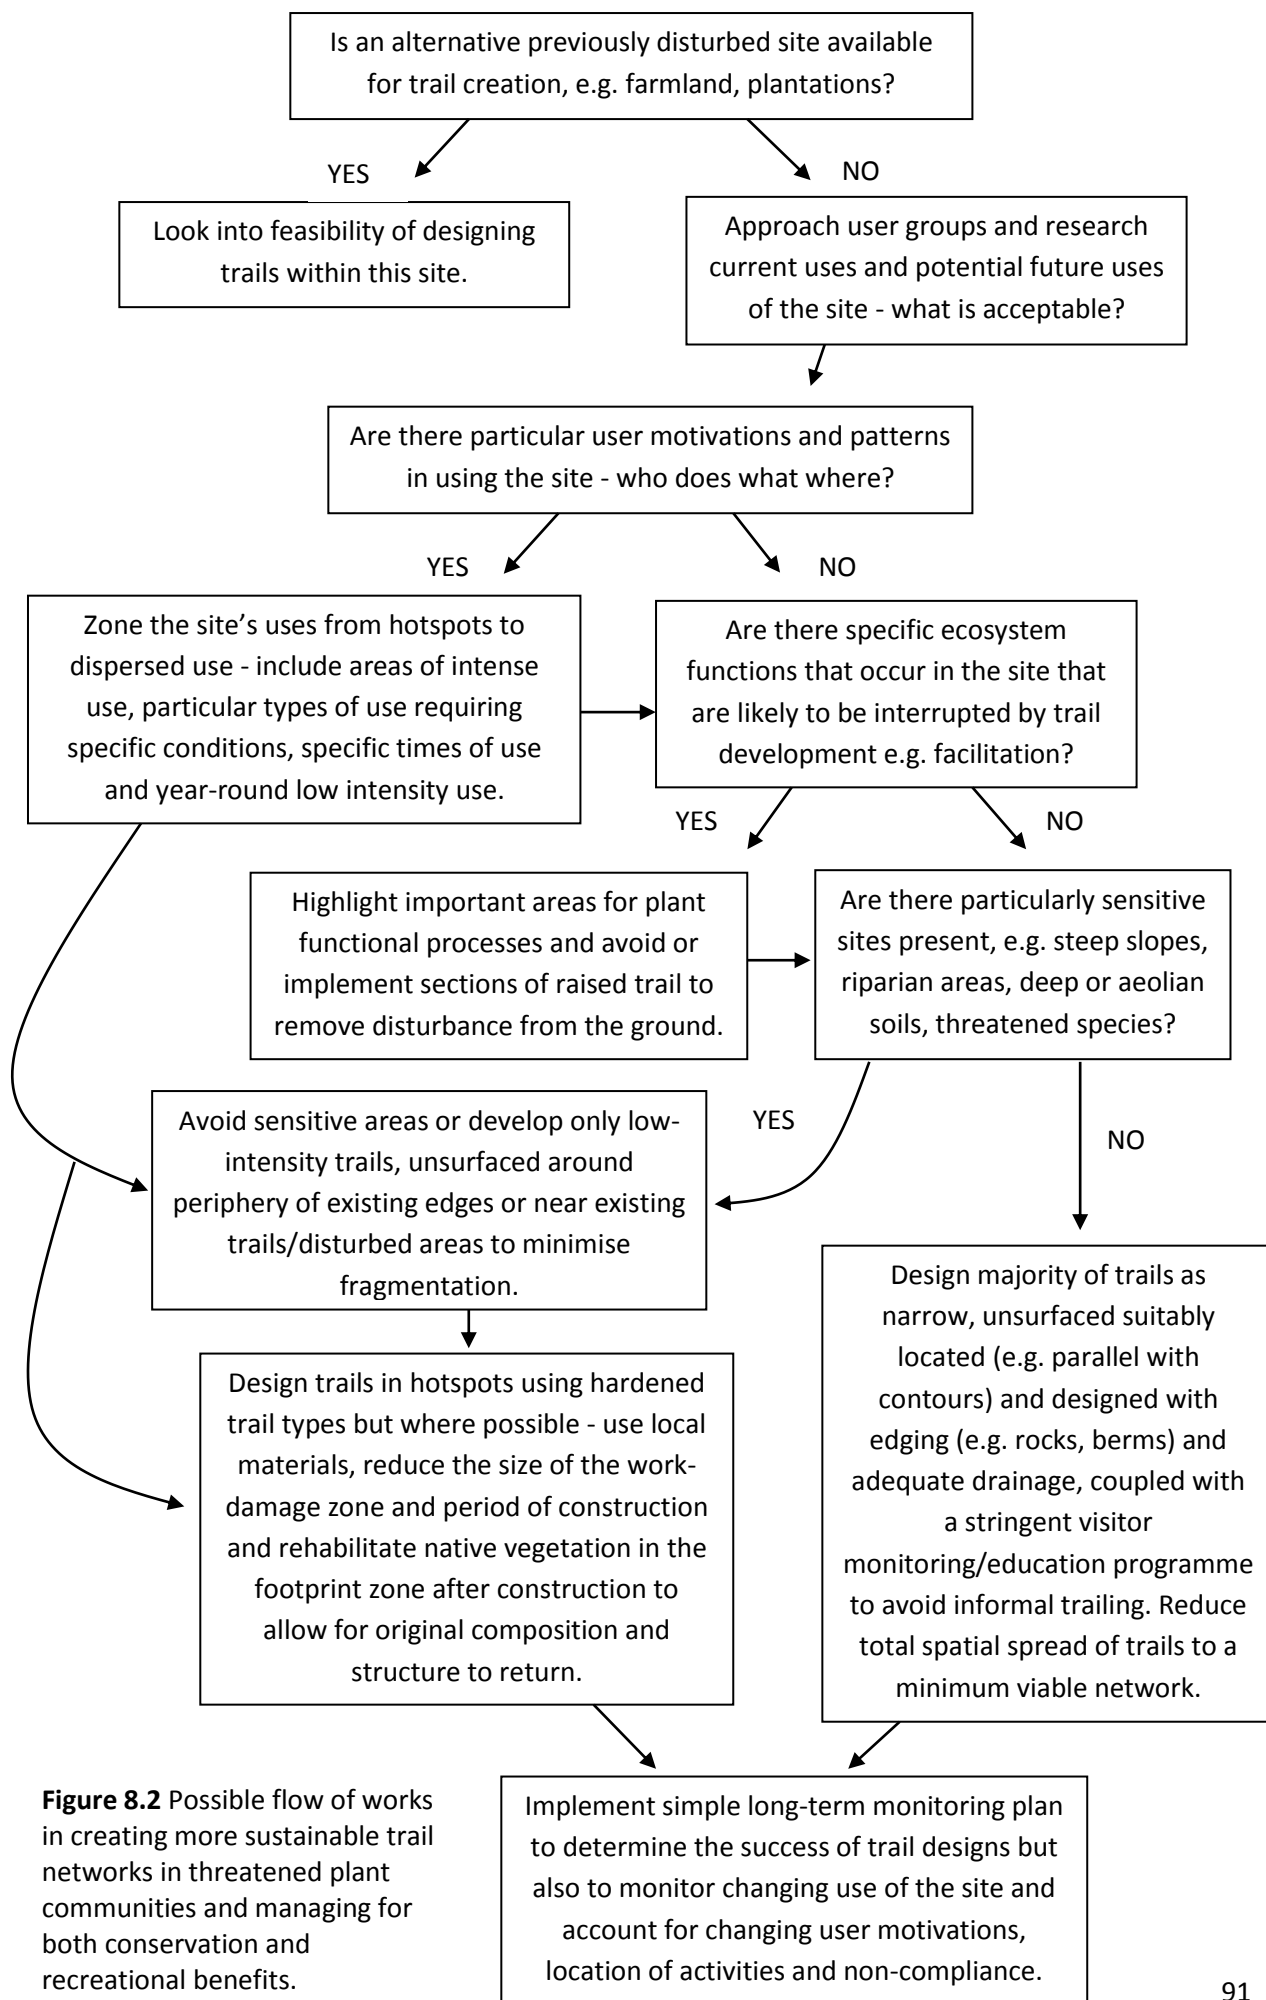 Is an alternative previously disturbed site available
for trail creation, e.g. farmland, plantations?
YES
NO
Look into feasibility of designing
trails within this site.
Approach user groups and research
current uses and potential future uses
of the site - what is acceptable?
Are there particular user motivations and patterns
in using the site - who does what where?
YES
NO
Zone the site’s uses from hotspots to
dispersed use - include areas of intense
use, particular types of use requiring
specific conditions, specific times of use
and year-round low intensity use.
Are there specific ecosystem
functions that occur in the site that
are likely to be interrupted by trail
development e.g. facilitation?
YES
NO
Highlight important areas for plant
functional processes and avoid or
implement sections of raised trail to
remove disturbance from the ground.
Are there particularly sensitive
sites present, e.g. steep slopes,
riparian areas, deep or aeolian
soils, threatened species?
YES
NO
Avoid sensitive areas or develop only low-
intensity trails, unsurfaced around
periphery of existing edges or near existing
trails/disturbed areas to minimise
fragmentation.
Design trails in hotspots using hardened
trail types but where possible - use local
materials, reduce the size of the work-
damage zone and period of construction
and rehabilitate native vegetation in the
footprint zone after construction to
allow for original composition and
structure to return.
Design majority of trails as
narrow, unsurfaced suitably
located (e.g. parallel with
contours) and designed with
edging (e.g. rocks, berms) and
adequate drainage, coupled with
a stringent visitor
monitoring/education programme
to avoid informal trailing. Reduce
total spatial spread of trails to a
minimum viable network.
Implement simple long-term monitoring plan
to determine the success of trail designs but
also to monitor changing use of the site and
account for changing user motivations,
location of activities and non-compliance.
Figure 8.2 Possible flow of works
in creating more sustainable trail
networks in threatened plant
communities and managing for
both conservation and
recreational benefits.
91